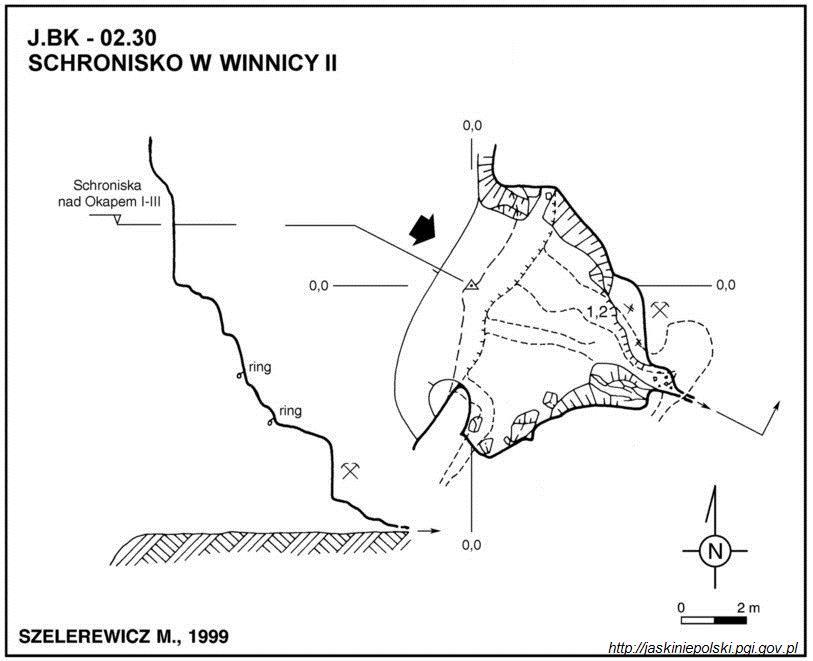 J.BK - 02.30
SCHRONISKO W WINNICY II
0,0
Schroniska
nad Okapem I-III
0,0
0,0
1,2
ring
ring
0,0
N
0
2 m
SZELEREWICZ M., 1999
http://jaskiniepolski.pgi.gov.pl